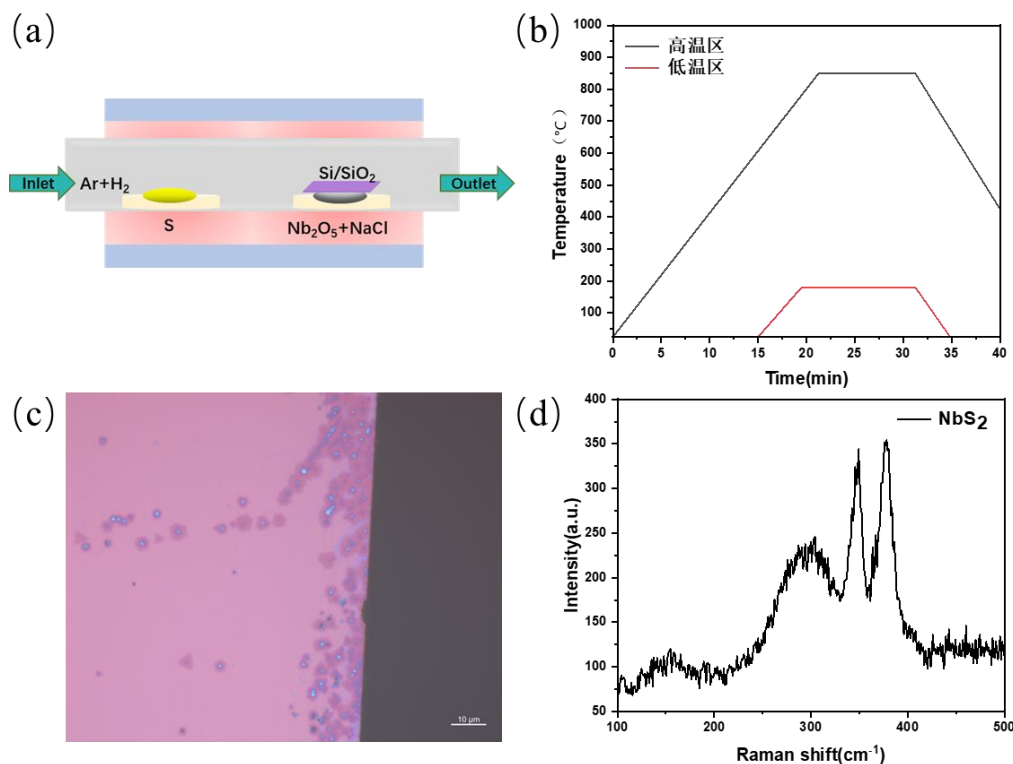 (a)
Inlet
Ar+H₂
Si/SiO₂
Outlet
S
Nb₂O₅+NaCl
(b)
高温区
低温区
Temperature（℃）
1000
900
800
700
600
500
400
300
200
100
0 5 10 15 20 25 30 35 40
Time(min)
(c)
10 μm
(d)
NbS₂
Intensity(a.u.)
400
350
300
250
200
150
100
50
100 200 300 400 500
Raman shift(cm⁻¹)